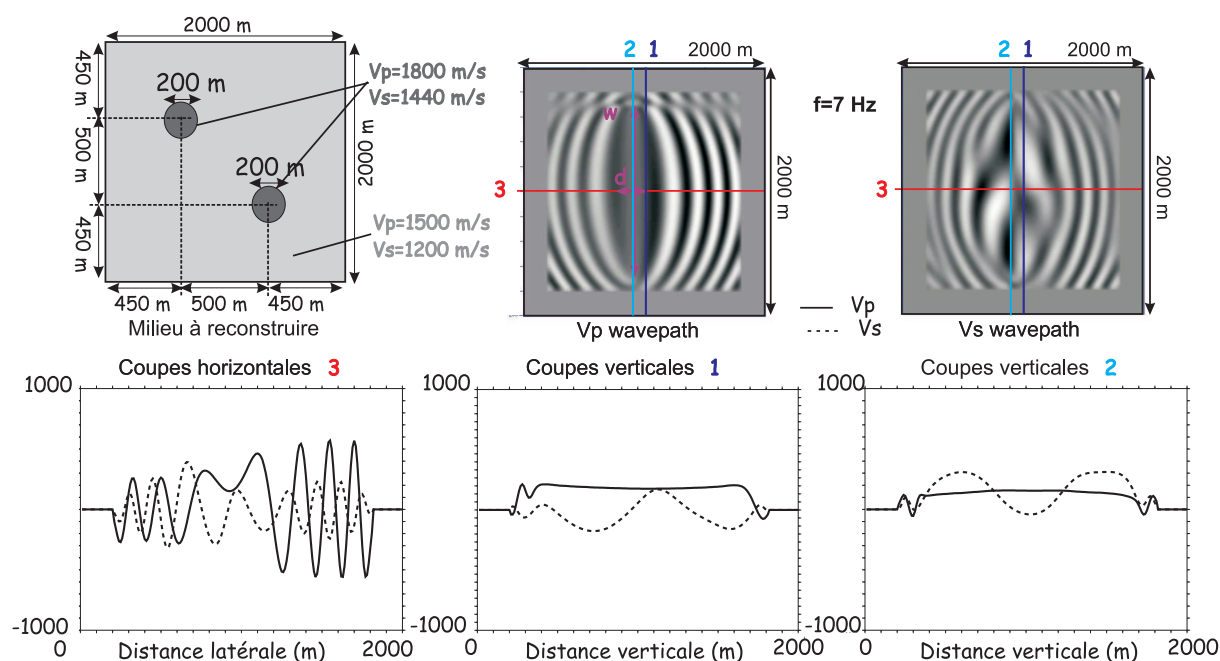 2000 m
450 m
500 m
450 m
200 m
200 m
2000 m
450 m
500 m
450 m
Milieu à reconstruire
Vp=1800 m/s
Vs=1440 m/s
Vp=1500 m/s
Vs=1200 m/s
2 1
2000 m
w
d
3
2000 m
Vp wavepath
f=7 Hz
2 1
2000 m
3
2000 m
Vs wavepath
Vp
Vs
Coupes horizontales 3
1000
-1000
0
Distance latérale (m)
2000
Coupes verticales 1
1000
-1000
0
Distance verticale (m)
2000
Coupes verticales 2
1000
-1000
0
Distance verticale (m)
2000